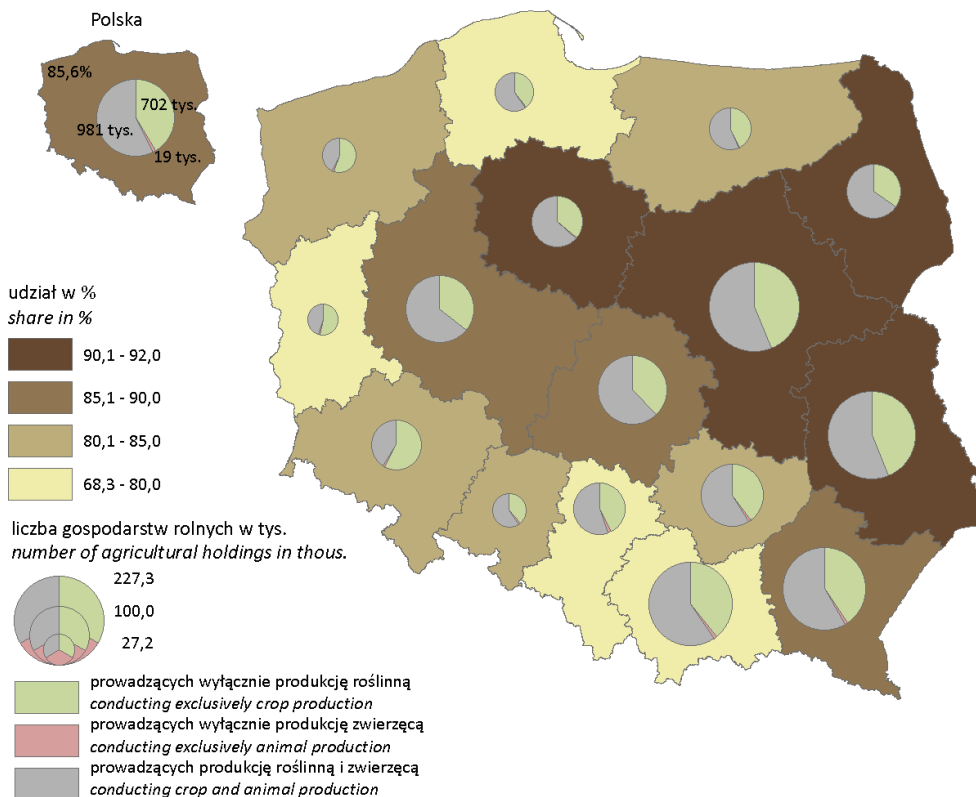 Polska
85,6%
702 tys.
981 tys.
19 tys.
udział w %
share in %
90,1 - 92,0
85,1 - 90,0
80,1 - 85,0
68,3 - 80,0
liczba gospodarstw rolnych w tys.
number of agricultural holdings in thous.
227,3
100,0
27,2
prowadzących wyłącznie produkcję roślinną
conducting exclusively crop production
prowadzących wyłącznie produkcję zwierzęcą
conducting exclusively animal production
prowadzących produkcję roślinną i zwierzęcą
conducting crop and animal production